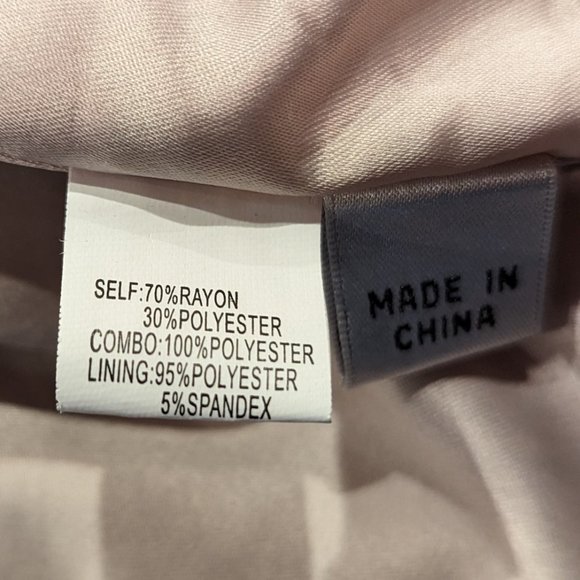 SELF:70%RAYON
30%POLYESTER
COMBO:100%POLYESTER
LINING:95%POLYESTER
5%SPANDEX
MADE IN
CHINA